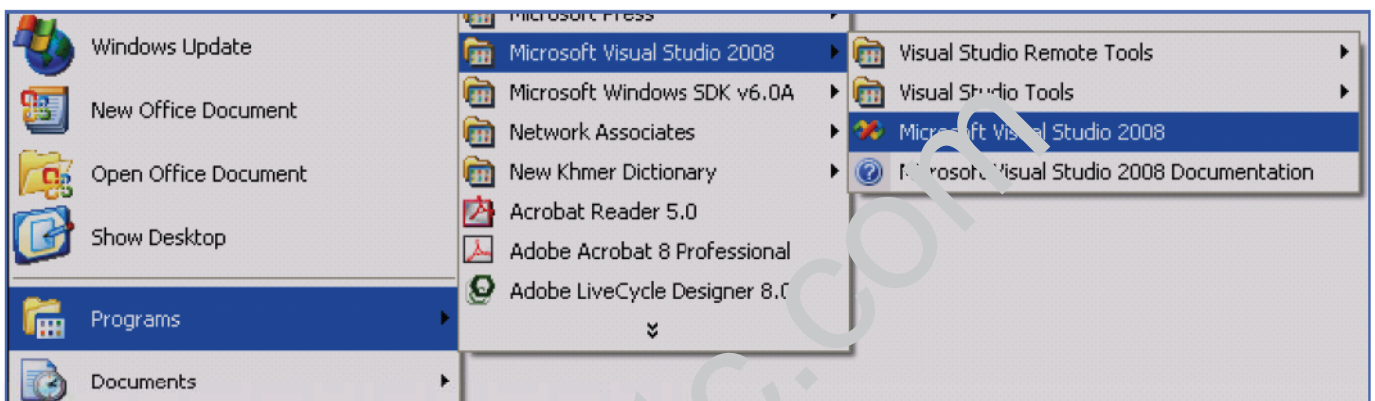 Windows Update
New Office Document
Open Office Document
Show Desktop
Programs
Documents
Microsoft Press
Microsoft Visual Studio 2008
Microsoft Windows SDK v6.0A
Network Associates
New Khmer Dictionary
Acrobat Reader 5.0
Adobe Acrobat 8 Professional
Adobe LiveCycle Designer 8.0
Visual Studio Remote Tools
Visual Studio Tools
Microsoft Visual Studio 2008
Microsoft Visual Studio 2008 Documentation
c.com